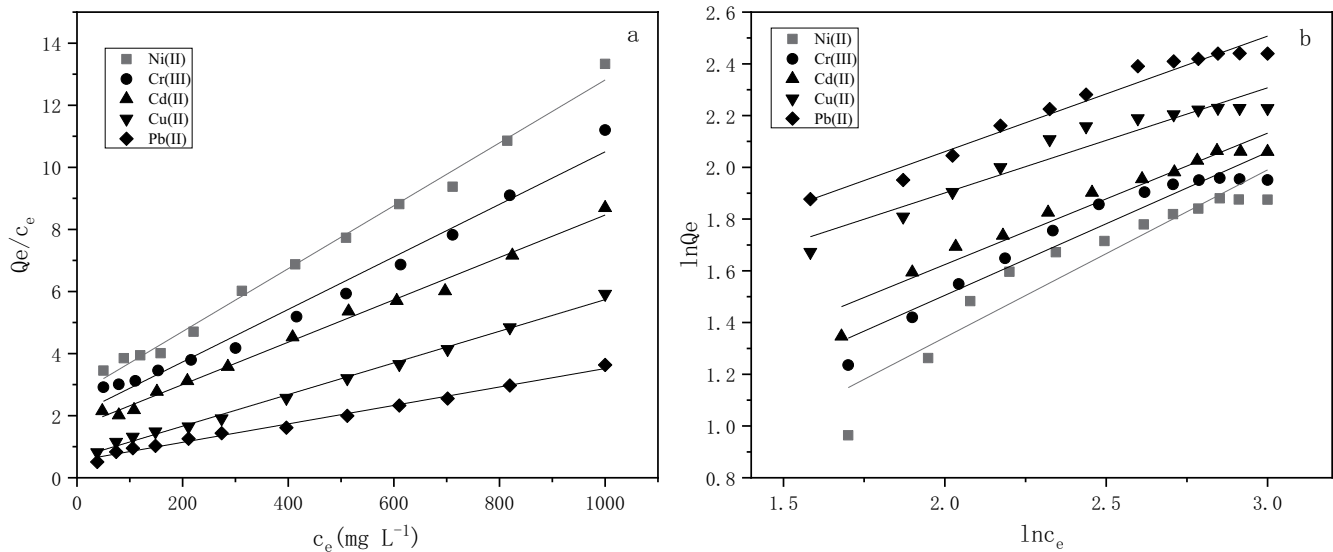 a
Ni(II)
Cr(III)
Cd(II)
Cu(II)
Pb(II)
14
12
10
8
6
4
2
0
Qe/c_e
0 200 400 600 800 1000
c_e(mg L⁻¹)
b
Ni(II)
Cr(III)
Cd(II)
Cu(II)
Pb(II)
2.6
2.4
2.2
2.0
1.8
1.6
1.4
1.2
1.0
0.8
lnQe
1.5 2.0 2.5 3.0
lnc_e